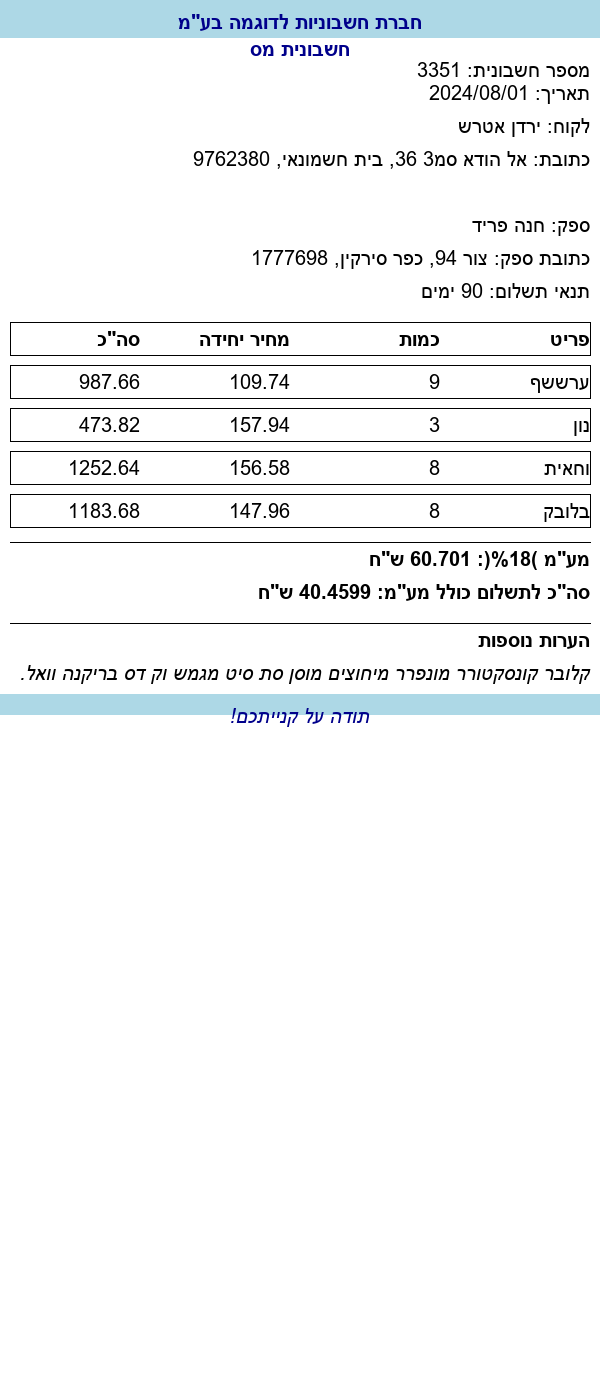 חברת חשבוניות לדוגמה בע"מ
חשבונית מס
מספר חשבונית: 3351
תאריך: 2024/08/01
לקוח: ירדן אטרש
כתובת: אל הודא סמ3 36, בית חשמונאי, 9762380
ספק: חנה פריד
כתובת ספק: צור 94, כפר סירקין, 1777698
תנאי תשלום: 90 ימים
פריט כמות מחיר יחידה סה"כ
ערששף 9 109.74 987.66
נון 3 157.94 473.82
וחאית 8 156.58 1252.64
בלובק 8 147.96 1183.68
מע"מ )18%(: 60.701 ש"ח
סה"כ לתשלום כולל מע"מ: 40.4599 ש"ח
הערות נוספות
קלובר קונסקטורר מונפרר מיחוצים מוסן סת סיט מגמש וק דס בריקנה וואל.
תודה על קנייתכם!